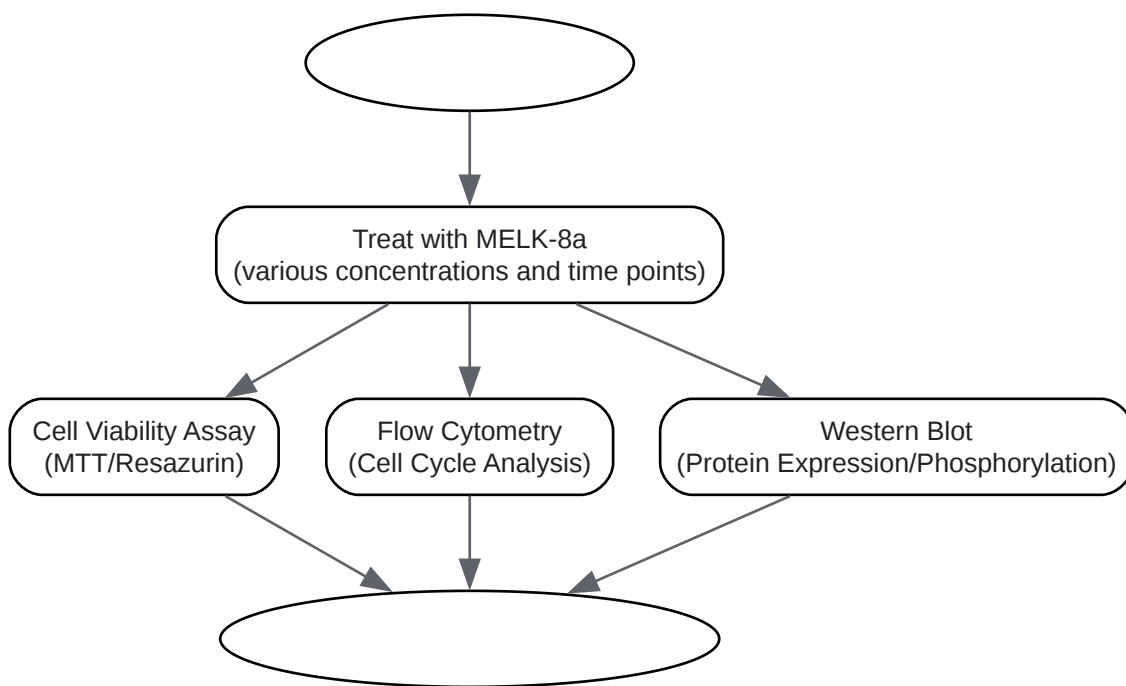 Treat with MELK-8a
(various concentrations and time points)
Cell Viability Assay
(MTT/Resazurin)
Flow Cytometry
(Cell Cycle Analysis)
Western Blot
(Protein Expression/Phosphorylation)